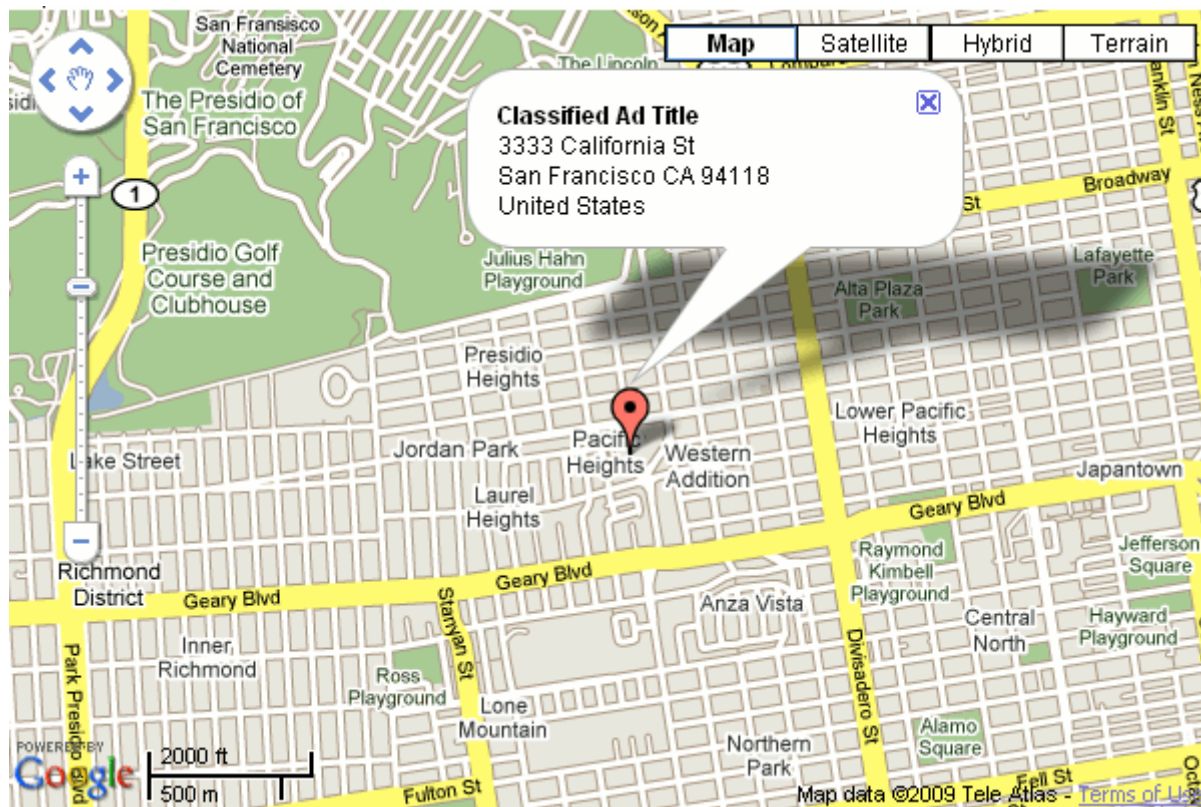 San Fransisco
National
Cemetery
Map
Satellite
Hybrid
Terrain
The Lincoln
The Presidio of
San Francisco
Classified Ad Title
3333 California St
San Francisco CA 94118
United States
anklin St
+
1
Broadway
St
Presidio Golf
Course and
Clubhouse
Julius Hahn
Playground
Lafayette
Park
Alta Plaza
Park
Presidio
Heights
Lower Pacific
Heights
Jordan Park
Pacific
Heights
Western
Addition
Lake Street
Japantown
Laurel
Heights
Geary Blvd
−
Richmond
District
Geary Blvd
Geary Blvd
Raymond
Kimbell
Playground
Jefferson
Square
Stanyan St
Anza Vista
Central
North
Hayward
Playground
Inner
Richmond
Park Presidio Blvd
Ross
Playground
Divisadero St
Lone
Mountain
Alamo
Square
Northern
Park
POWERED BY
Google
2000 ft
500 m
Fulton St
Fell St
Map data ©2009 Tele Atlas - Terms of Us